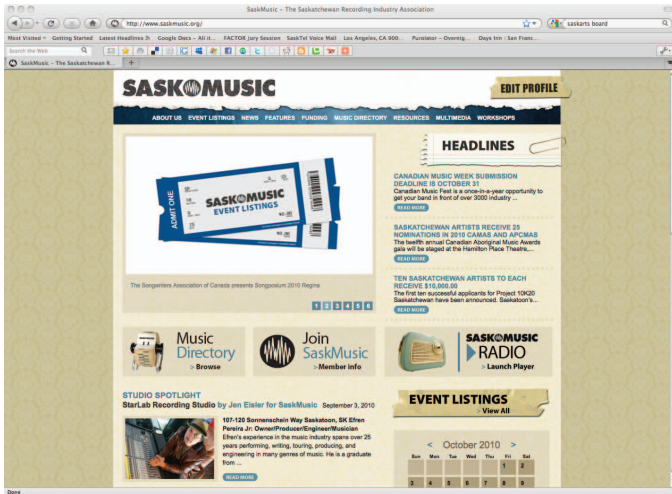 SaskMusic – The Saskatchewan Recording Industry Association
http://www.saskmusic.org/
saskarts board
Most Visited Getting Started Latest Headlines Google Docs – All it... FACTOR Jury Session SaskTel Voice Mail Los Angeles, CA 900... Purolator – Overnig... Days Inn : San Franc...
Search the Web
SaskMusic – The Saskatchewan R...
SASKMUSIC
EDIT PROFILE
ABOUT US EVENT LISTINGS NEWS FEATURES FUNDING MUSIC DIRECTORY RESOURCES MULTIMEDIA WORKSHOPS
ADMIT ONE
SASKMUSIC
EVENT LISTINGS
The Songwriters Association of Canada presents Songposium 2010 Regina
1 2 3 4 5 6
HEADLINES
CANADIAN MUSIC WEEK SUBMISSION
DEADLINE IS OCTOBER 31
Canadian Music Fest is a once-in-a-year opportunity to
get your band in front of over 3000 industry ...
READ MORE
SASKATCHEWAN ARTISTS RECEIVE 25
NOMINATIONS IN 2010 CAMAS AND APCMAS
The twelfth annual Canadian Aboriginal Music Awards
gala will be staged at the Hamilton Place Theatre,...
READ MORE
TEN SASKATCHEWAN ARTISTS TO EACH
RECEIVE $10,000.00
The first ten successful applicants for Project 10K20
Saskatchewan have been announced. Saskatoon's...
READ MORE
Music
Directory
> Browse
Join
SaskMusic
>Member info
SASKMUSIC
RADIO
> Launch Player
STUDIO SPOTLIGHT
StarLab Recording Studio by Jen Eisler for SaskMusic September 3, 2010
107-120 Sonnenschein Way Saskatoon, SK Efren
Pereira Jr: Owner/Producer/Engineer/Musician
Efren's experience in the music industry spans over 25
years performing, writing, touring, producing, and
engineering in many genres of music. He is a graduate
from ...
READ MORE
EVENT LISTINGS
> View All
< October 2010 >
Sun Mon Tue Wed Thu Fri Sat
1 2
3 4 5 6 7 8 9
Done